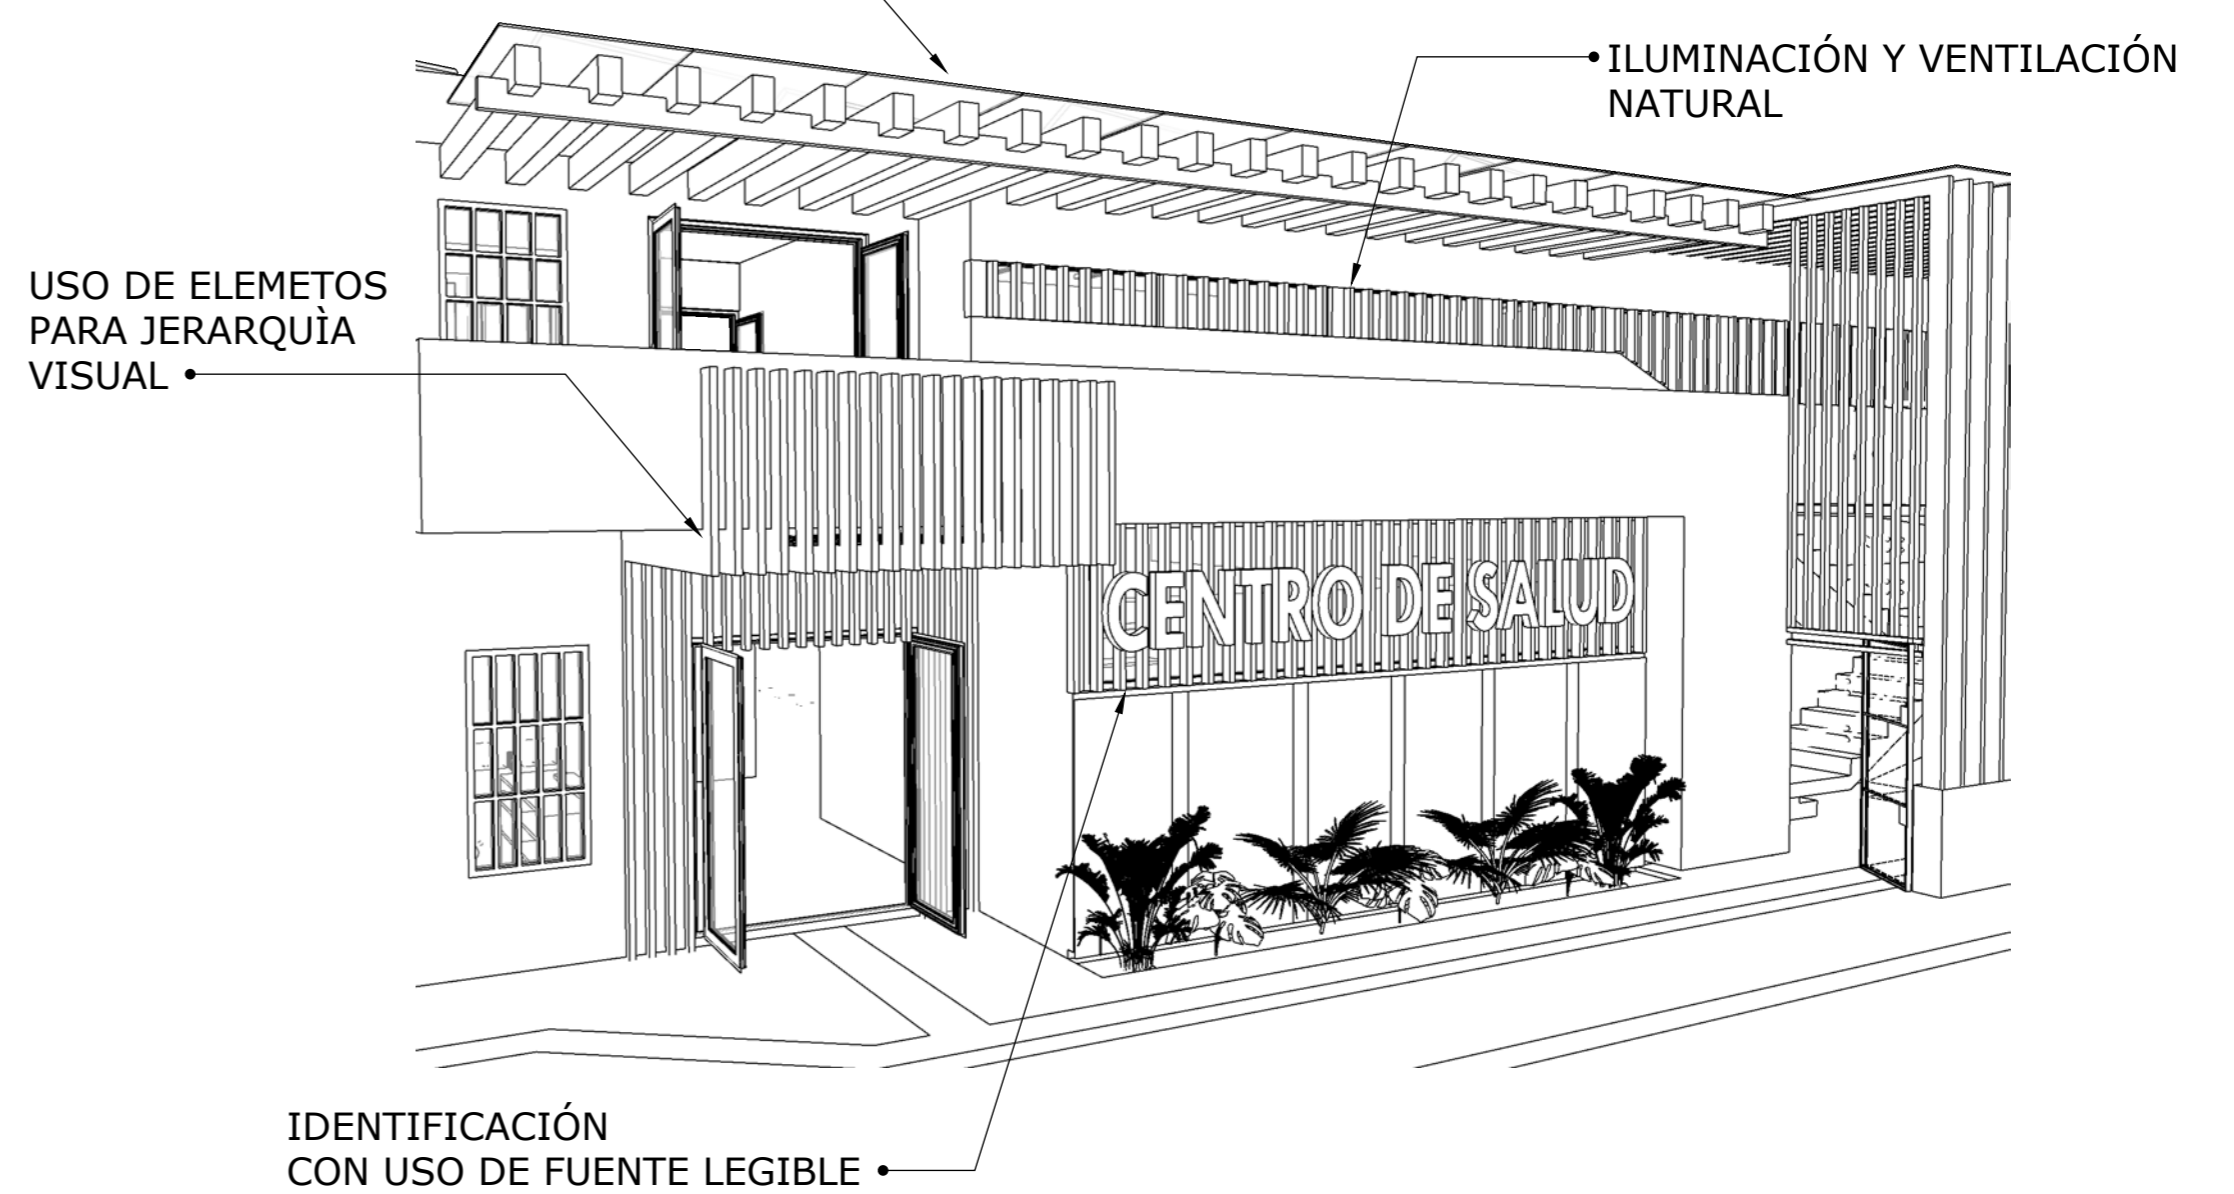 ILUMINACIÓN Y VENTILACIÓN
NATURAL
USO DE ELEMETOS
PARA JERARQUÌA
VISUAL
CENTRO DE SALUD
IDENTIFICACIÓN
CON USO DE FUENTE LEGIBLE